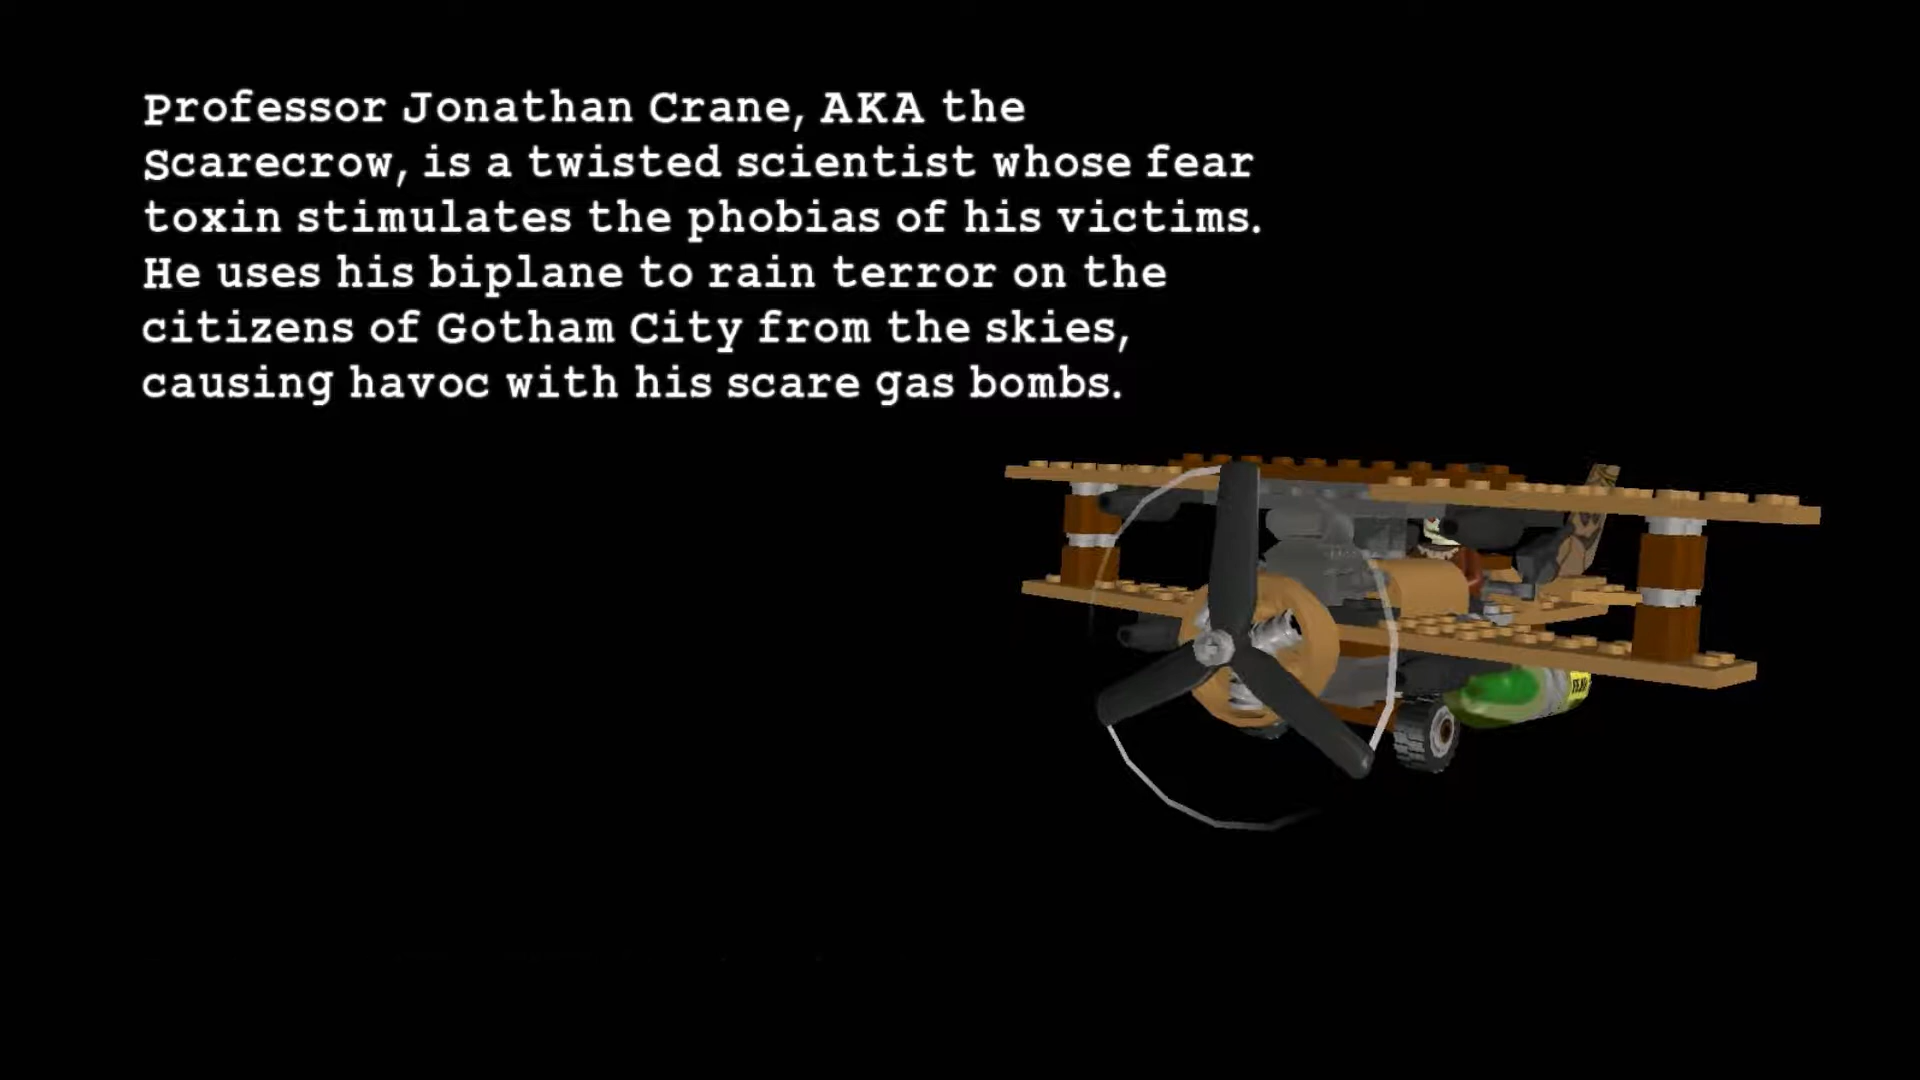 Professor Jonathan Crane, AKA the
Scarecrow, is a twisted scientist whose fear
toxin stimulates the phobias of his victims.
He uses his biplane to rain terror on the
citizens of Gotham City from the skies,
causing havoc with his scare gas bombs.